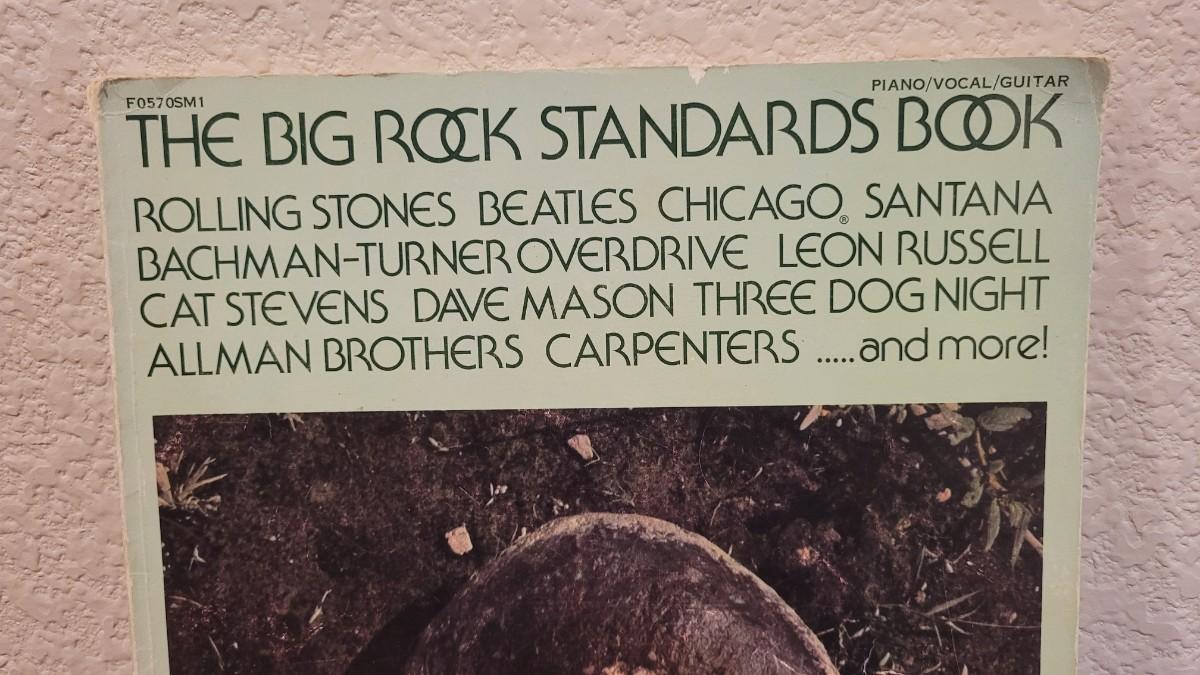 F0570SM1
PIANO/VOCAL/GUITAR
THE BIG ROCK STANDARDS BOOK
ROLLING STONES BEATLES CHICAGO® SANTANA
BACHMAN-TURNER OVERDRIVE LEON RUSSELL
CAT STEVENS DAVE MASON THREE DOG NIGHT
ALLMAN BROTHERS CARPENTERS .....and more!